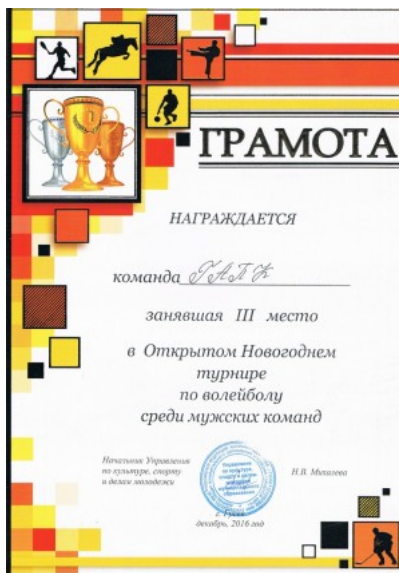 ГРАМОТА
НАГРАЖДАЕТСЯ
команда ГАПК
занявшая III место
в Открытом Новогоднем
турнире
по волейболу
среди мужских команд
Начальник Управления
по культуре, спорту
и делам молодежи
Н.В. Михалева
декабрь, 2016 год